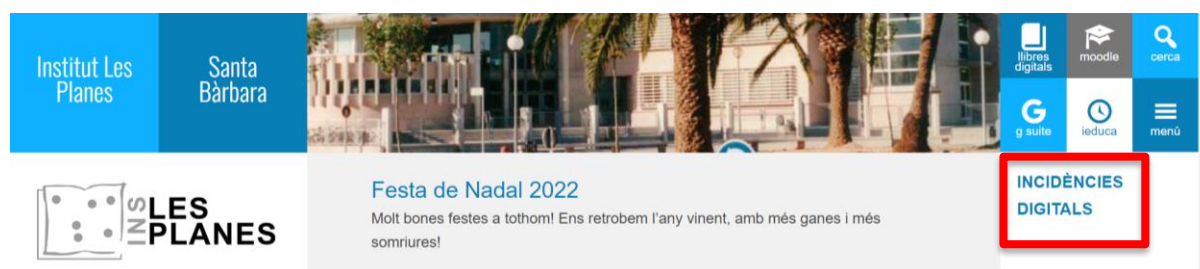 Institut Les
Planes
Santa
Bàrbara
llibres
digitals
moodle
cerca
g suite
ieduca
menú
INS LES
PLANES
Festa de Nadal 2022
Molt bones festes a tothom! Ens retrobem l'any vinent, amb més ganes i més
somriures!
INCIDÈNCIES
DIGITALS